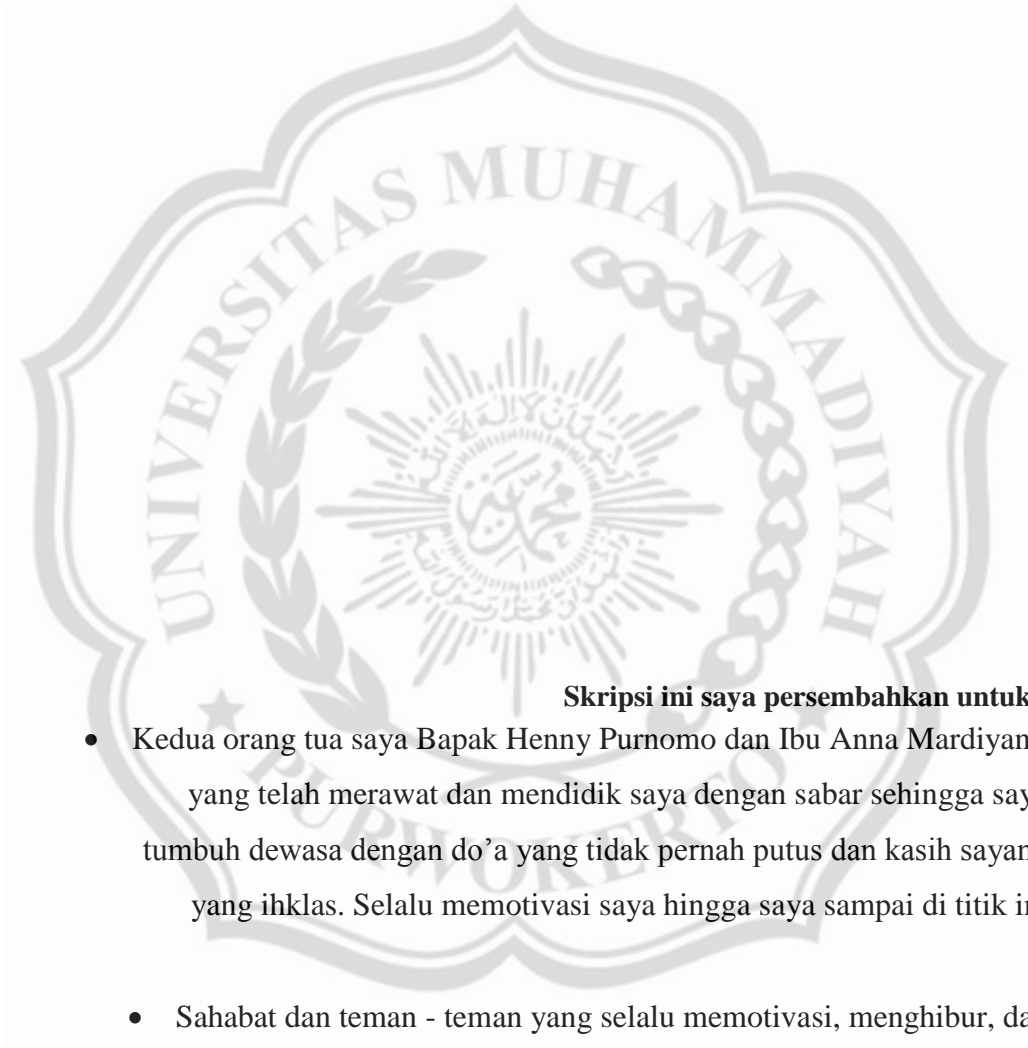 UNIVERSITAS MUHAMMADIYAH
PURWOKERTO
Skripsi ini saya persembahkan untuk
• Kedua orang tua saya Bapak Henny Purnomo dan Ibu Anna Mardiyan
yang telah merawat dan mendidik saya dengan sabar sehingga say
tumbuh dewasa dengan do’a yang tidak pernah putus dan kasih sayan
yang ihklas. Selalu memotivasi saya hingga saya sampai di titik in
• Sahabat dan teman - teman yang selalu memotivasi, menghibur, da